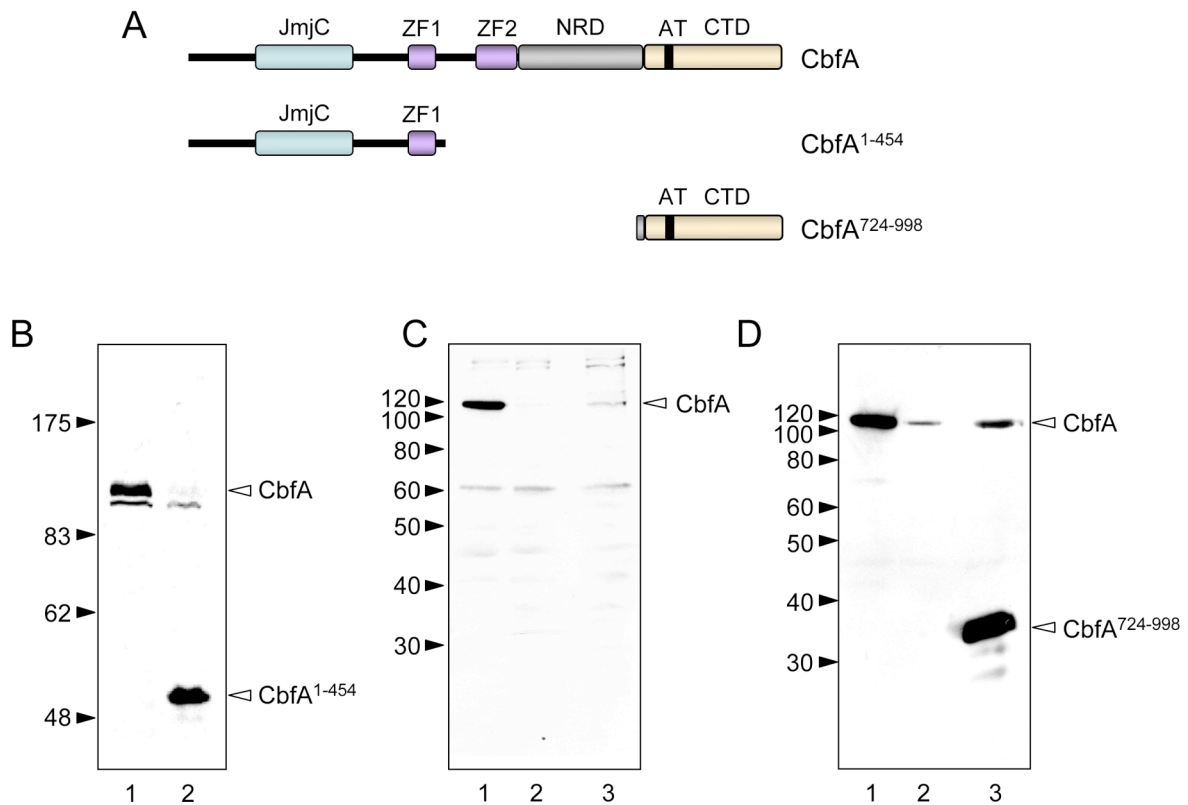 A
JmjC ZF1 ZF2 NRD AT CTD
CbfA
JmjC ZF1
CbfA1-454
AT CTD
CbfA724-998
B
175
83
62
48
CbfA
CbfA1-454
1 2
C
120
100
80
60
50
40
30
CbfA
1 2 3
D
120
100
80
60
50
40
30
CbfA
CbfA724-998
1 2 3